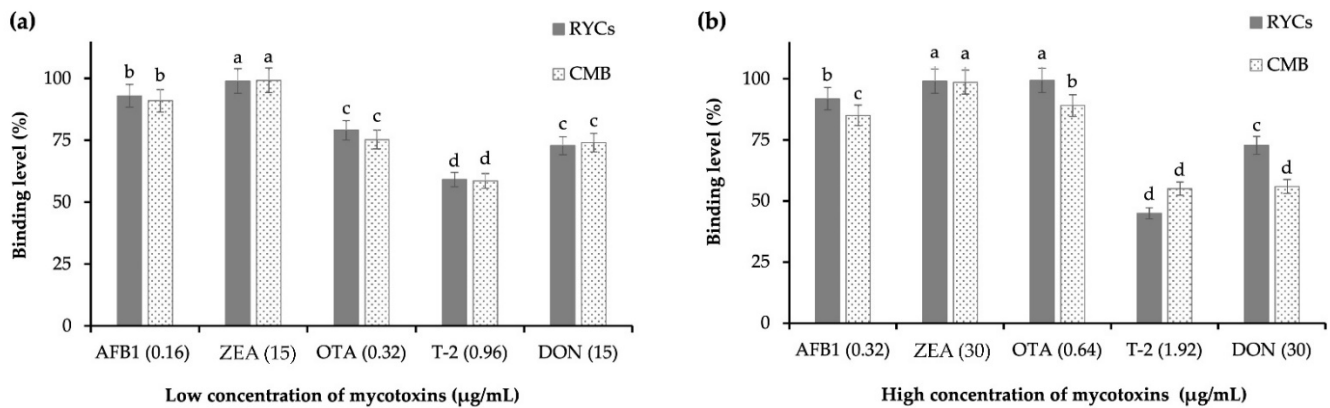 (a)
RYCs
CMB
Binding level (%)
100
75
50
25
0
b b a a c c d d c c
AFB1 (0.16) ZEA (15) OTA (0.32) T-2 (0.96) DON (15)
Low concentration of mycotoxins (µg/mL)
(b)
RYCs
CMB
Binding level (%)
100
75
50
25
0
b c a a a b d d c d
AFB1 (0.32) ZEA (30) OTA (0.64) T-2 (1.92) DON (30)
High concentration of mycotoxins (µg/mL)